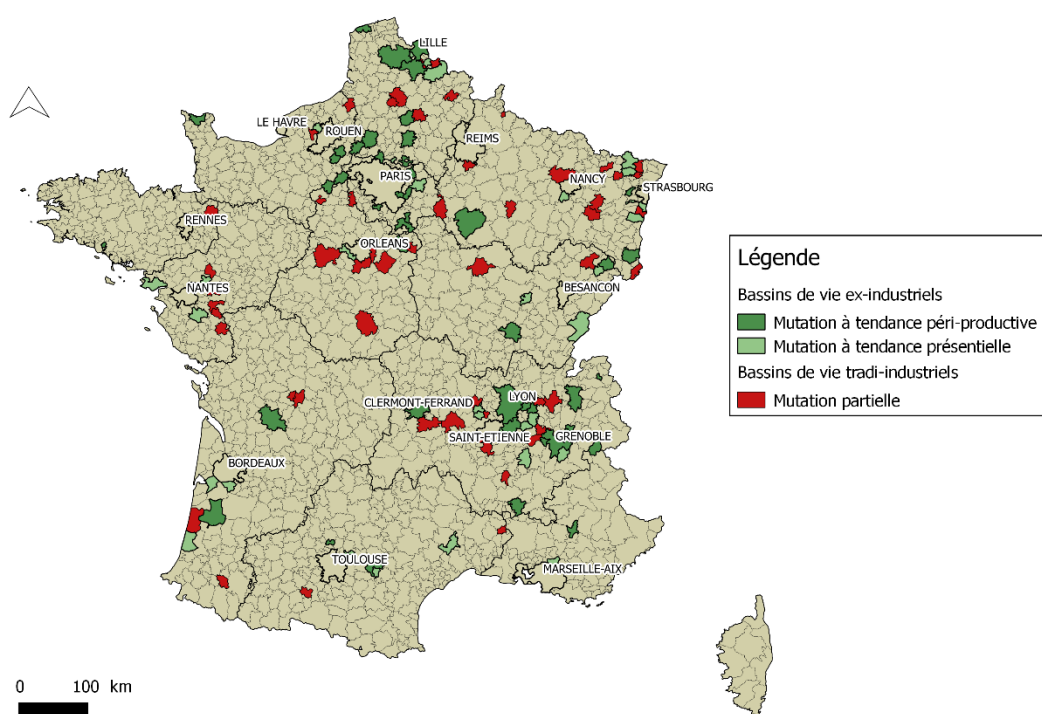 LILLE
LE HAVRE
ROUEN
REIMS
PARIS
NANCY
STRASBOURG
RENNES
ORLEANS
NANTES
BESANCON
CLERMONT-FERRAND
LYON
SAINT-ETIENNE
GRENOBLE
BORDEAUX
TOULOUSE
MARSEILLE-AIX
Légende
Bassins de vie ex-industriels
Mutation à tendance péri-productive
Mutation à tendance présentielle
Bassins de vie tradi-industriels
Mutation partielle
0 100 km